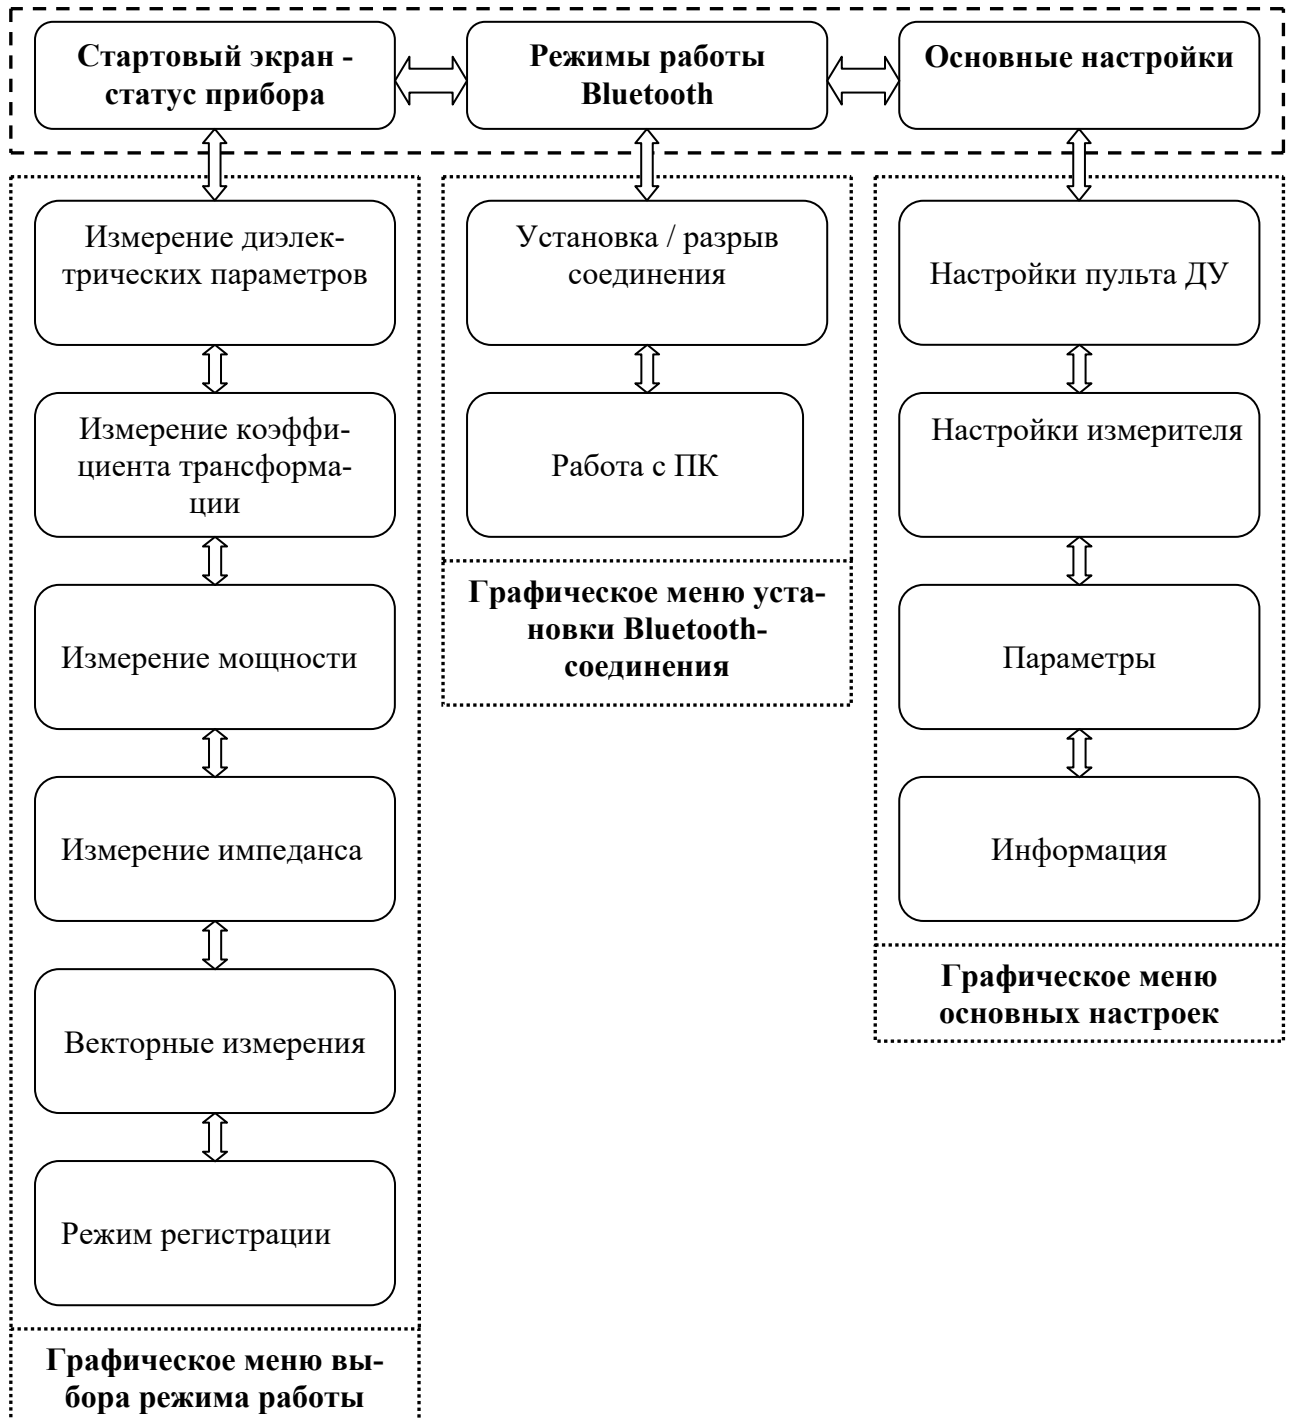 Стартовый экран -
статус прибора
Режимы работы
Bluetooth
Основные настройки
Измерение диэлек-
трических параметров
Измерение коэффи-
циента трансформа-
ции
Измерение мощности
Измерение импеданса
Векторные измерения
Режим регистрации
Графическое меню вы-
бора режима работы
Установка / разрыв
соединения
Работа с ПК
Графическое меню уста-
новки Bluetooth-
соединения
Настройки пульта ДУ
Настройки измерителя
Параметры
Информация
Графическое меню
основных настроек